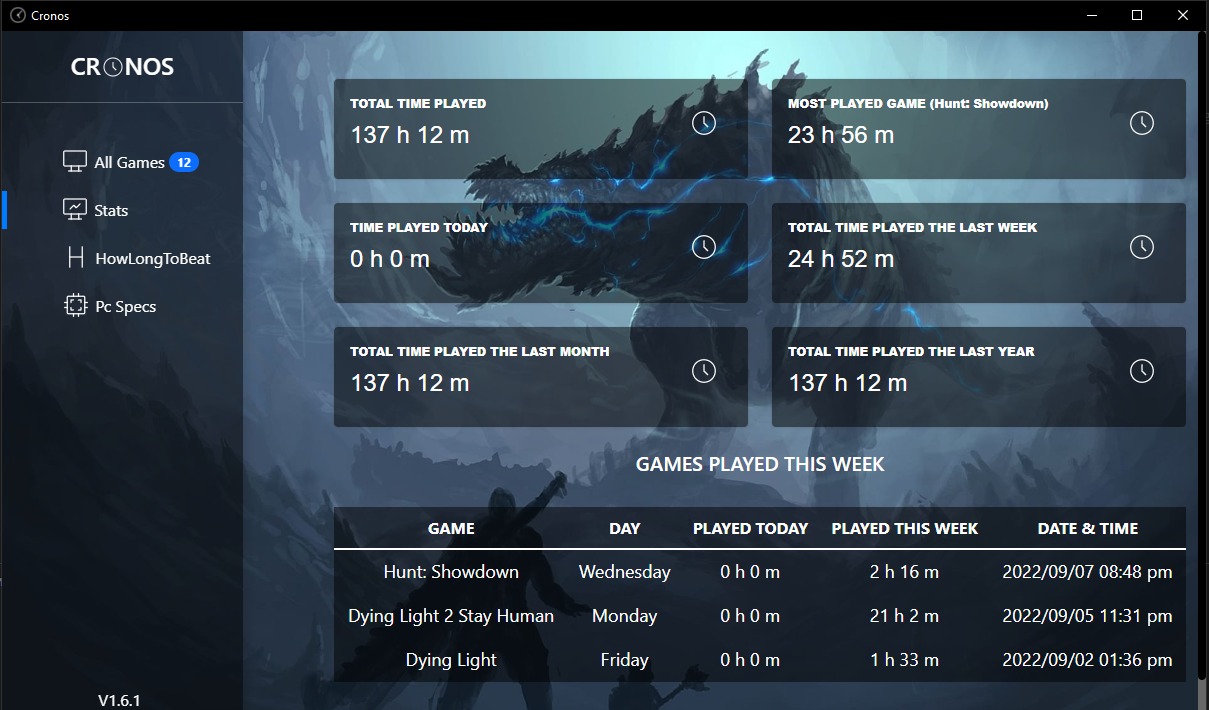 Cronos
CRONOS
All Games 12
Stats
HowLongToBeat
Pc Specs
V1.6.1
TOTAL TIME PLAYED
137 h 12 m
MOST PLAYED GAME (Hunt: Showdown)
23 h 56 m
TIME PLAYED TODAY
0 h 0 m
TOTAL TIME PLAYED THE LAST WEEK
24 h 52 m
TOTAL TIME PLAYED THE LAST MONTH
137 h 12 m
TOTAL TIME PLAYED THE LAST YEAR
137 h 12 m
GAMES PLAYED THIS WEEK
GAME DAY PLAYED TODAY PLAYED THIS WEEK DATE & TIME
Hunt: Showdown Wednesday 0 h 0 m 2 h 16 m 2022/09/07 08:48 pm
Dying Light 2 Stay Human Monday 0 h 0 m 21 h 2 m 2022/09/05 11:31 pm
Dying Light Friday 0 h 0 m 1 h 33 m 2022/09/02 01:36 pm